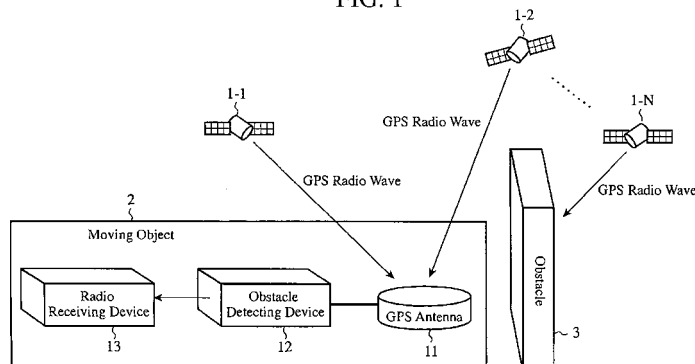 FIG. 1
1-2
1-1
1-N
GPS Radio Wave
GPS Radio Wave
GPS Radio Wave
2
Moving Object
Radio
Receiving Device
Obstacle
Detecting Device
GPS Antenna
Obstacle
13
12
11
3